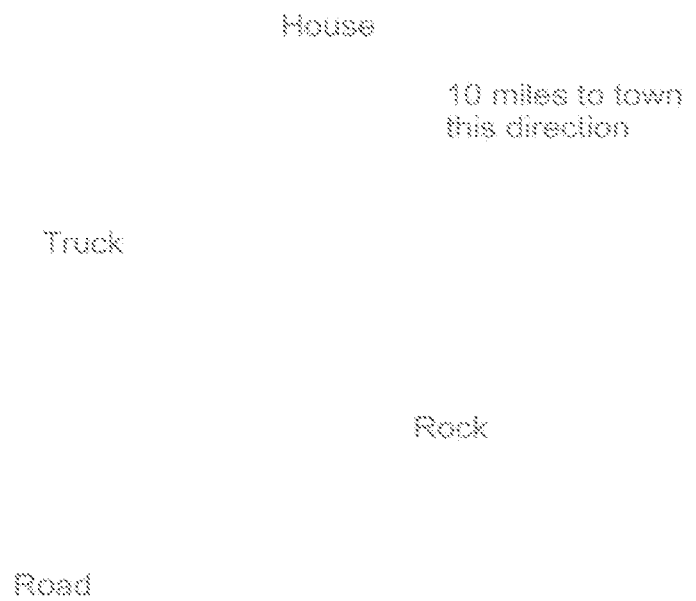 House
10 miles to town
this direction
Truck
Rock
Road